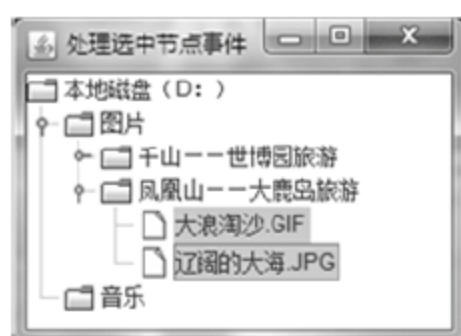 处理选中节点事件
本地磁盘（D: ）
图片
千山－－世博园旅游
凤凰山－－大鹿岛旅游
大浪淘沙.GIF
辽阔的大海.JPG
音乐